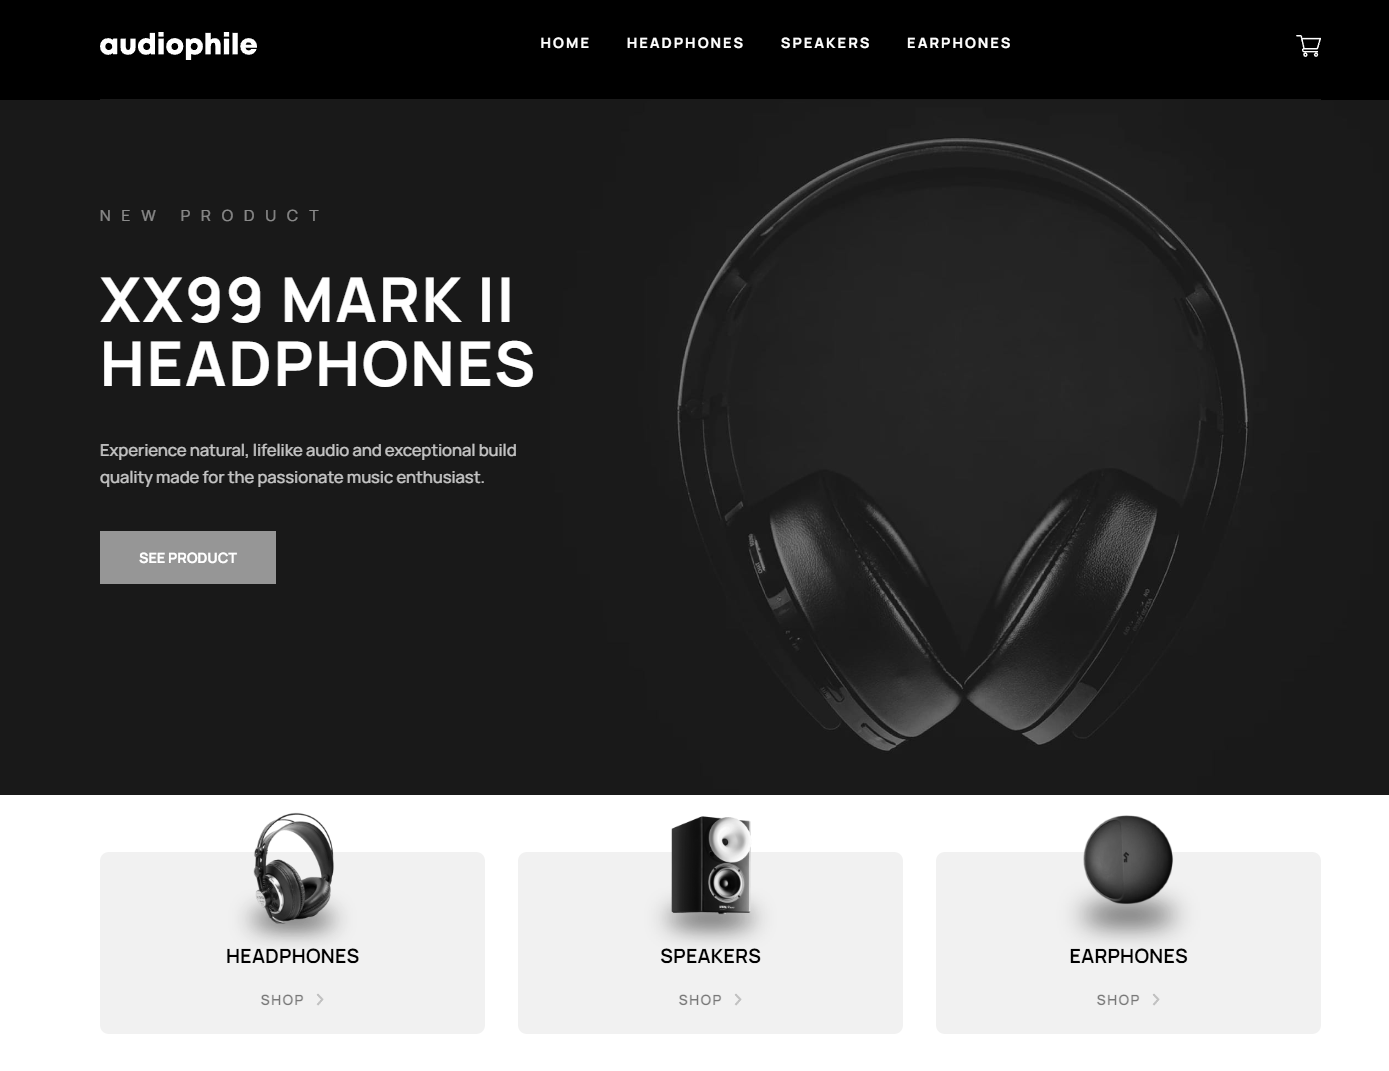 audiophile
HOME HEADPHONES SPEAKERS EARPHONES
NEW PRODUCT
XX99 MARK II
HEADPHONES
Experience natural, lifelike audio and exceptional build
quality made for the passionate music enthusiast.
SEE PRODUCT
HEADPHONES
SHOP
SPEAKERS
SHOP
EARPHONES
SHOP